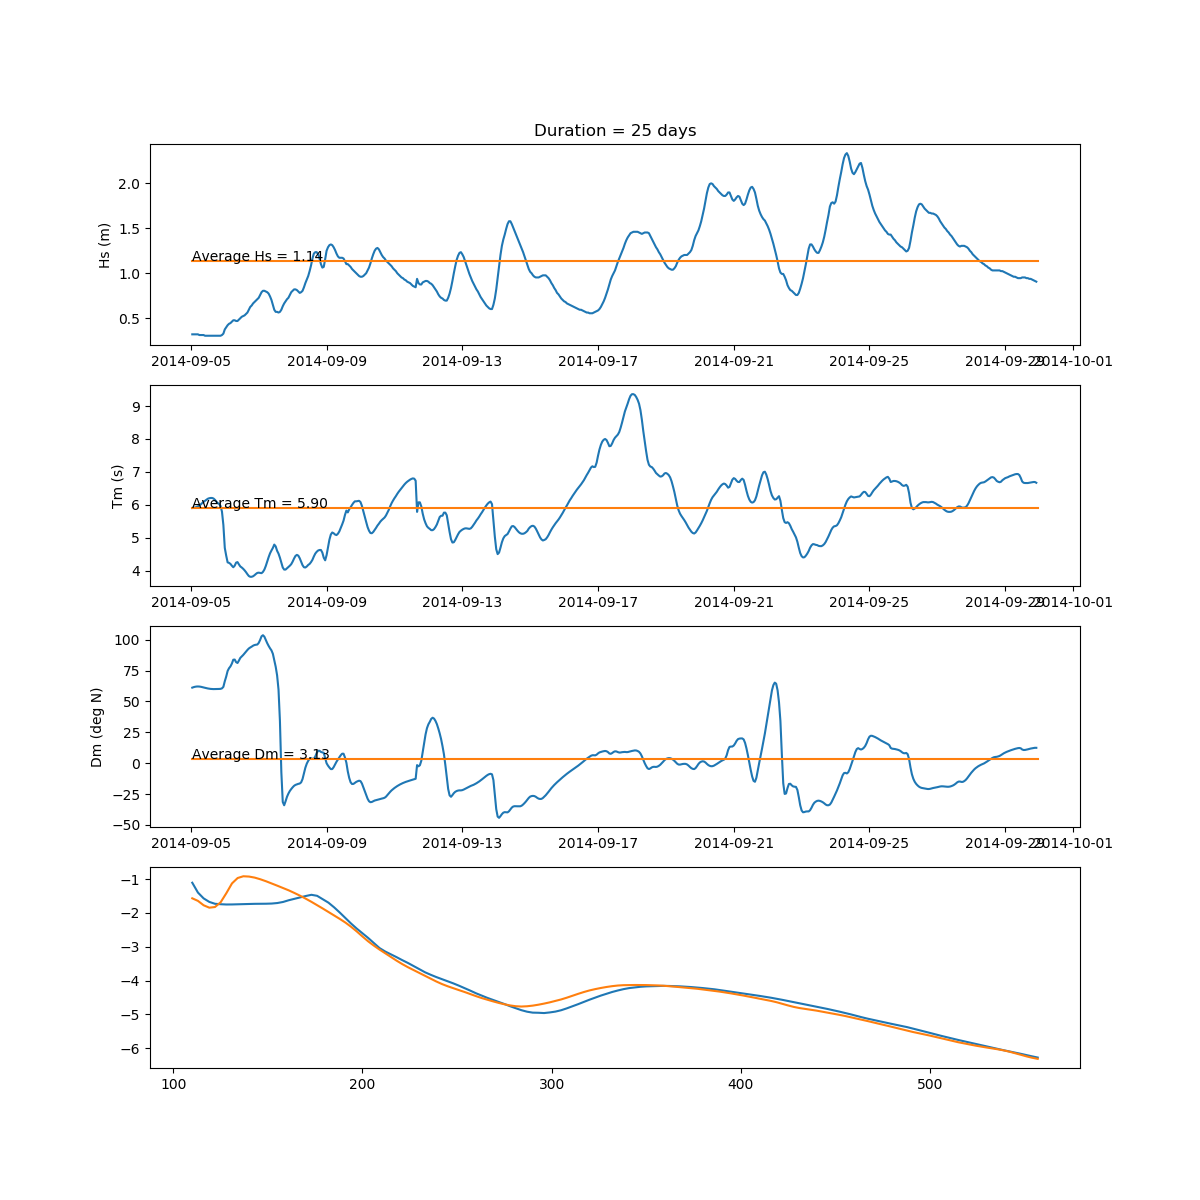 Duration = 25 days
Hs (m)
2.0
1.5
1.0
0.5
Average Hs = 1.14
2014-09-05 2014-09-09 2014-09-13 2014-09-17 2014-09-21 2014-09-25 2014-09-29 2014-10-01
Tm (s)
9
8
7
6
5
4
Average Tm = 5.90
2014-09-05 2014-09-09 2014-09-13 2014-09-17 2014-09-21 2014-09-25 2014-09-29 2014-10-01
Dm (deg N)
100
75
50
25
0
−25
−50
Average Dm = 3.13
2014-09-05 2014-09-09 2014-09-13 2014-09-17 2014-09-21 2014-09-25 2014-09-29 2014-10-01
−1
−2
−3
−4
−5
−6
100 200 300 400 500